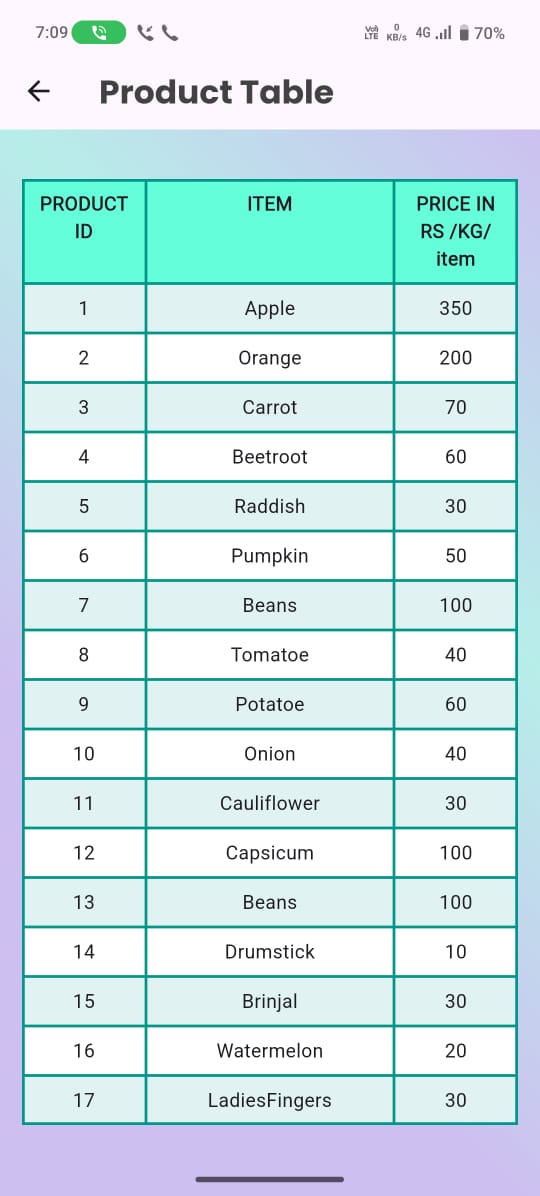 7:09 Vo) LTE 0 KB/s 4G 70%
Product Table
PRODUCT ID ITEM PRICE IN RS /KG/ item
1 Apple 350
2 Orange 200
3 Carrot 70
4 Beetroot 60
5 Raddish 30
6 Pumpkin 50
7 Beans 100
8 Tomatoe 40
9 Potatoe 60
10 Onion 40
11 Cauliflower 30
12 Capsicum 100
13 Beans 100
14 Drumstick 10
15 Brinjal 30
16 Watermelon 20
17 LadiesFingers 30